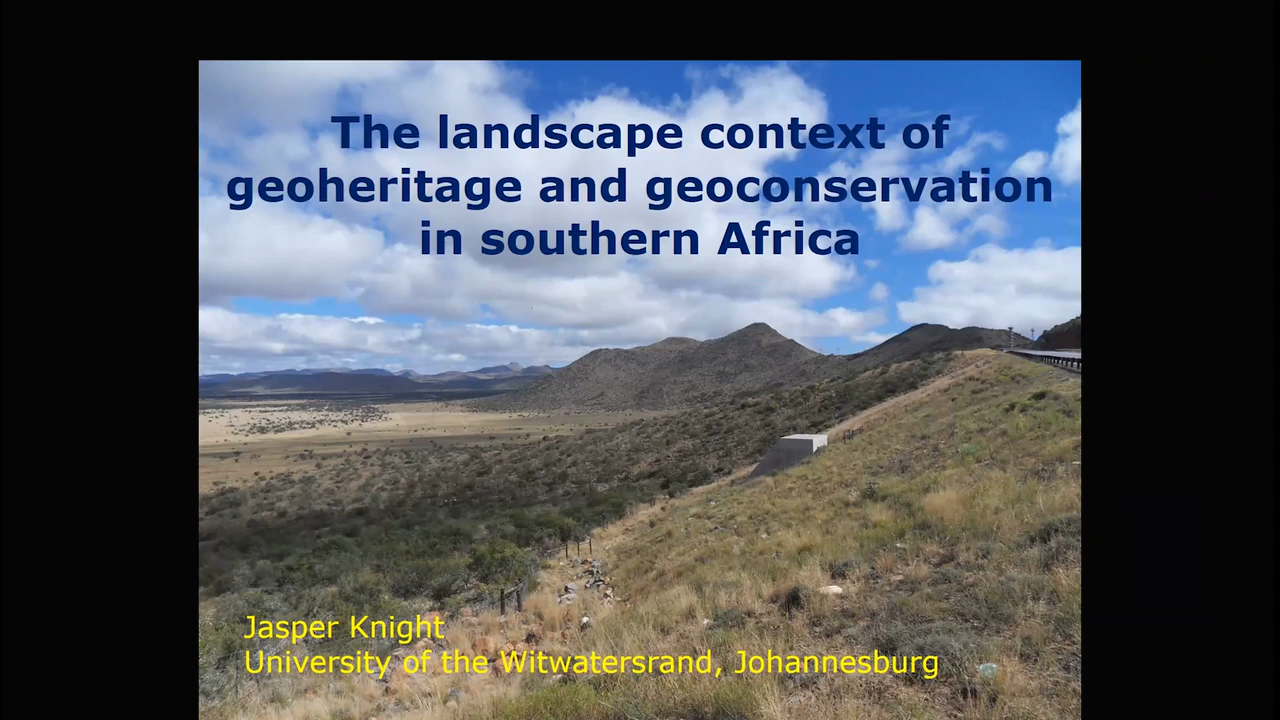 The landscape context of
geoheritage and geoconservation
in southern Africa
Jasper Knight
University of the Witwatersrand, Johannesburg